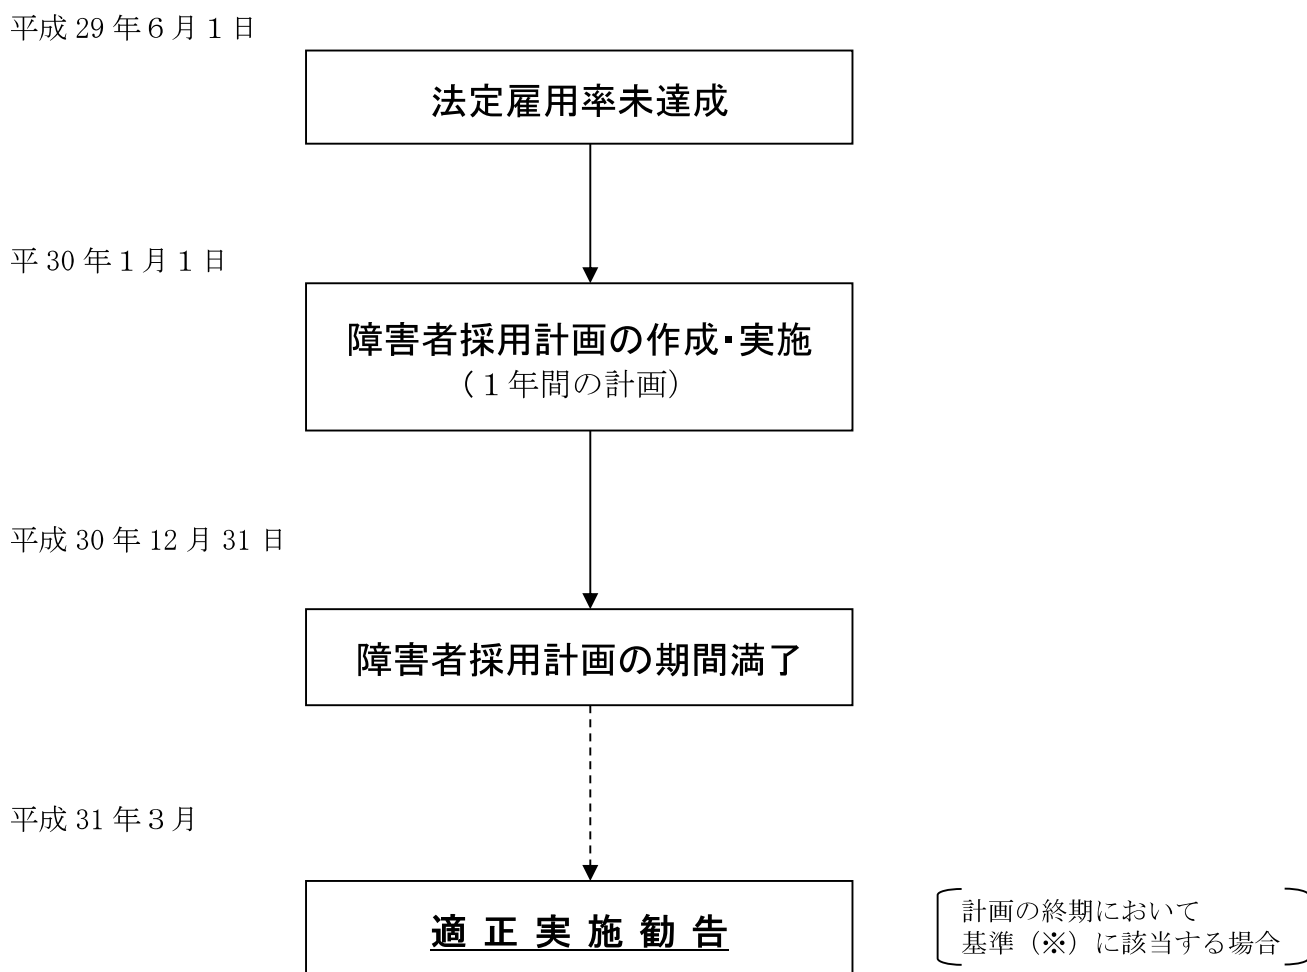 平成 29 年６月１日
法定雇用率未達成
平 30 年１月１日
障害者採用計画の作成・実施
（１年間の計画）
平成 30 年 12 月 31 日
障害者採用計画の期間満了
平成 31 年３月
適 正 実 施 勧 告
計画の終期において
基準（※）に該当する場合